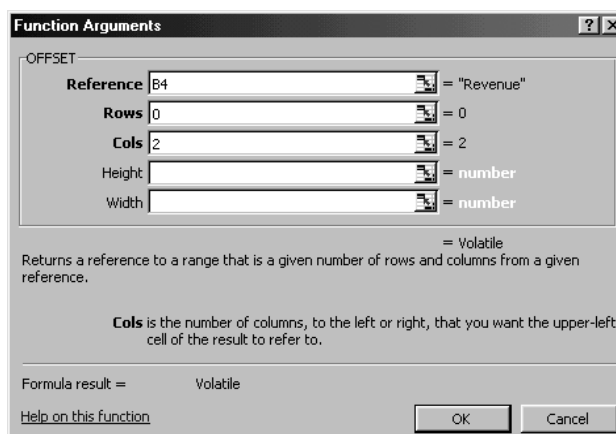 Function Arguments
OFFSET
Reference B4 = "Revenue"
Rows 0 = 0
Cols 2 = 2
Height = number
Width = number
= Volatile
Returns a reference to a range that is a given number of rows and columns from a given
reference.
Cols is the number of columns, to the left or right, that you want the upper-left
cell of the result to refer to.
Formula result = Volatile
Help on this function OK Cancel